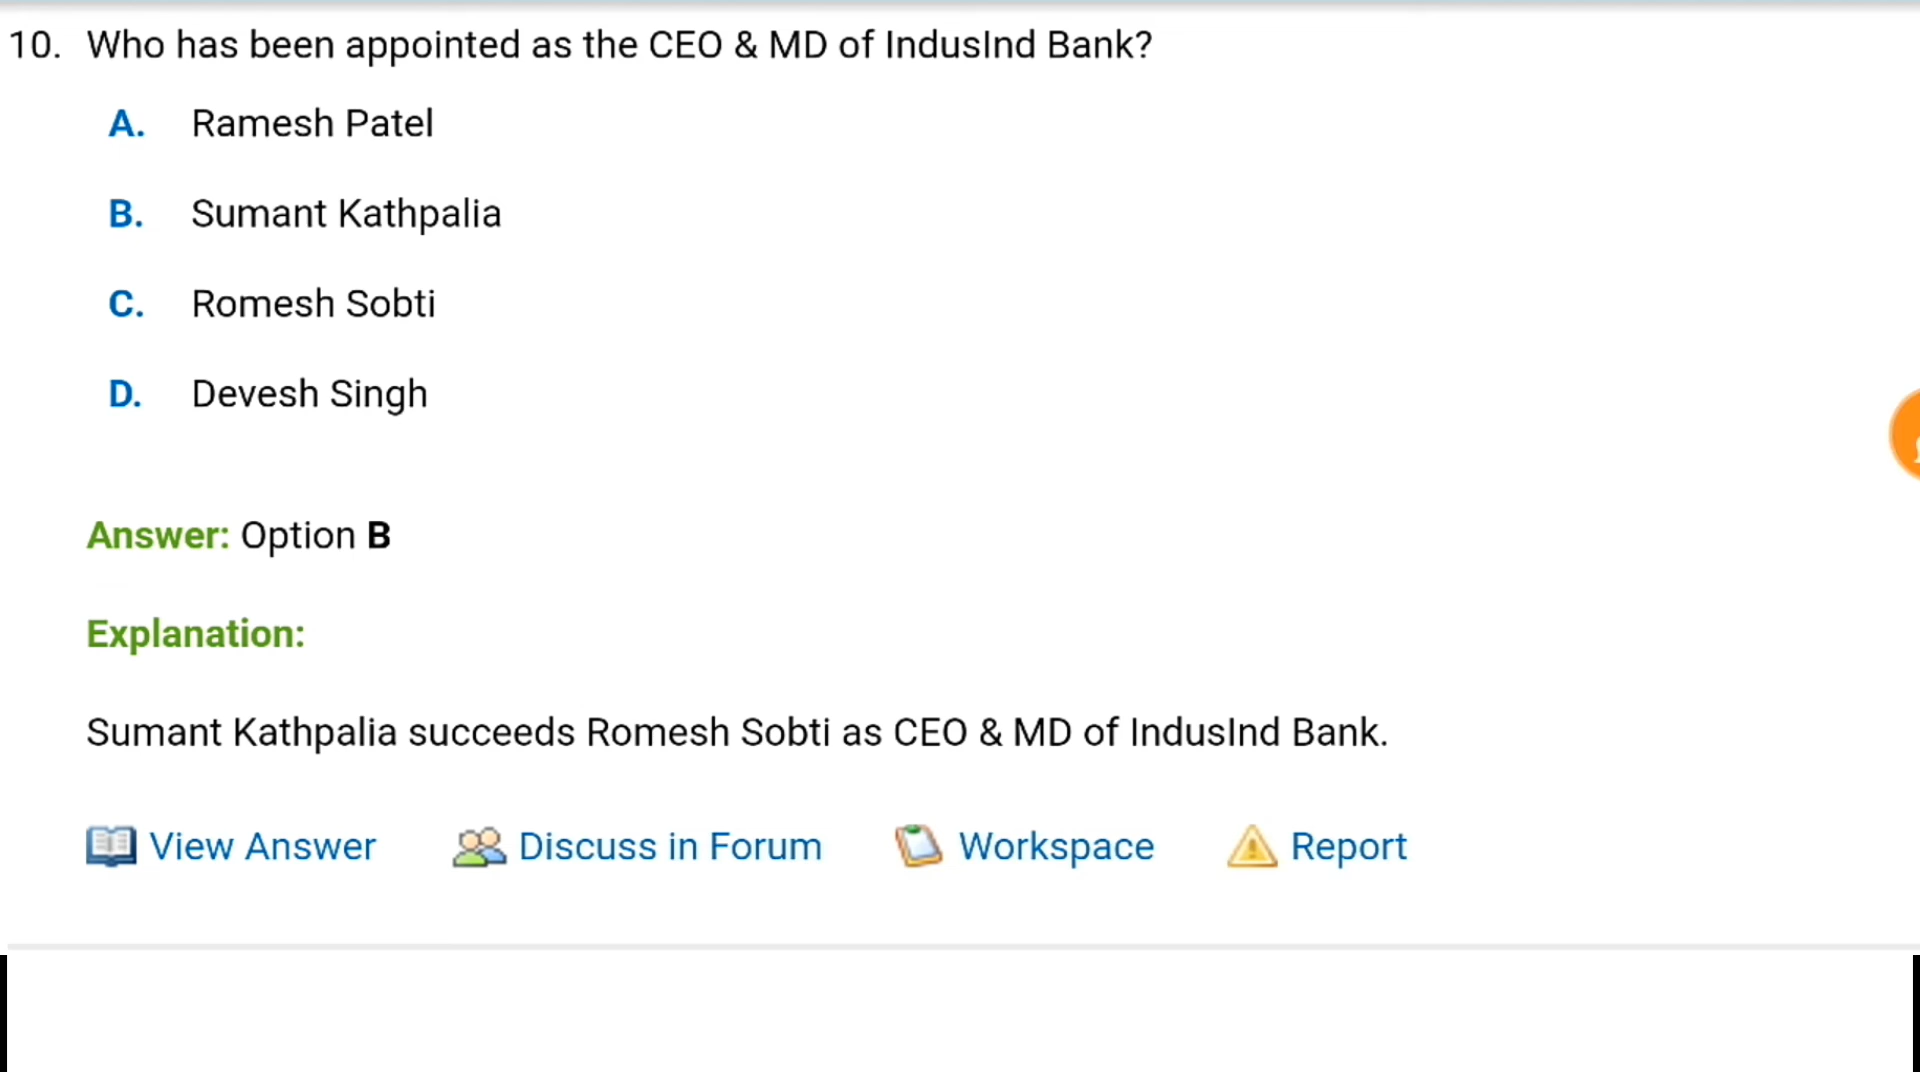 10. Who has been appointed as the CEO & MD of IndusInd Bank?
A. Ramesh Patel
B. Sumant Kathpalia
C. Romesh Sobti
D. Devesh Singh
Answer: Option B
Explanation:
Sumant Kathpalia succeeds Romesh Sobti as CEO & MD of IndusInd Bank.
View Answer Discuss in Forum Workspace Report